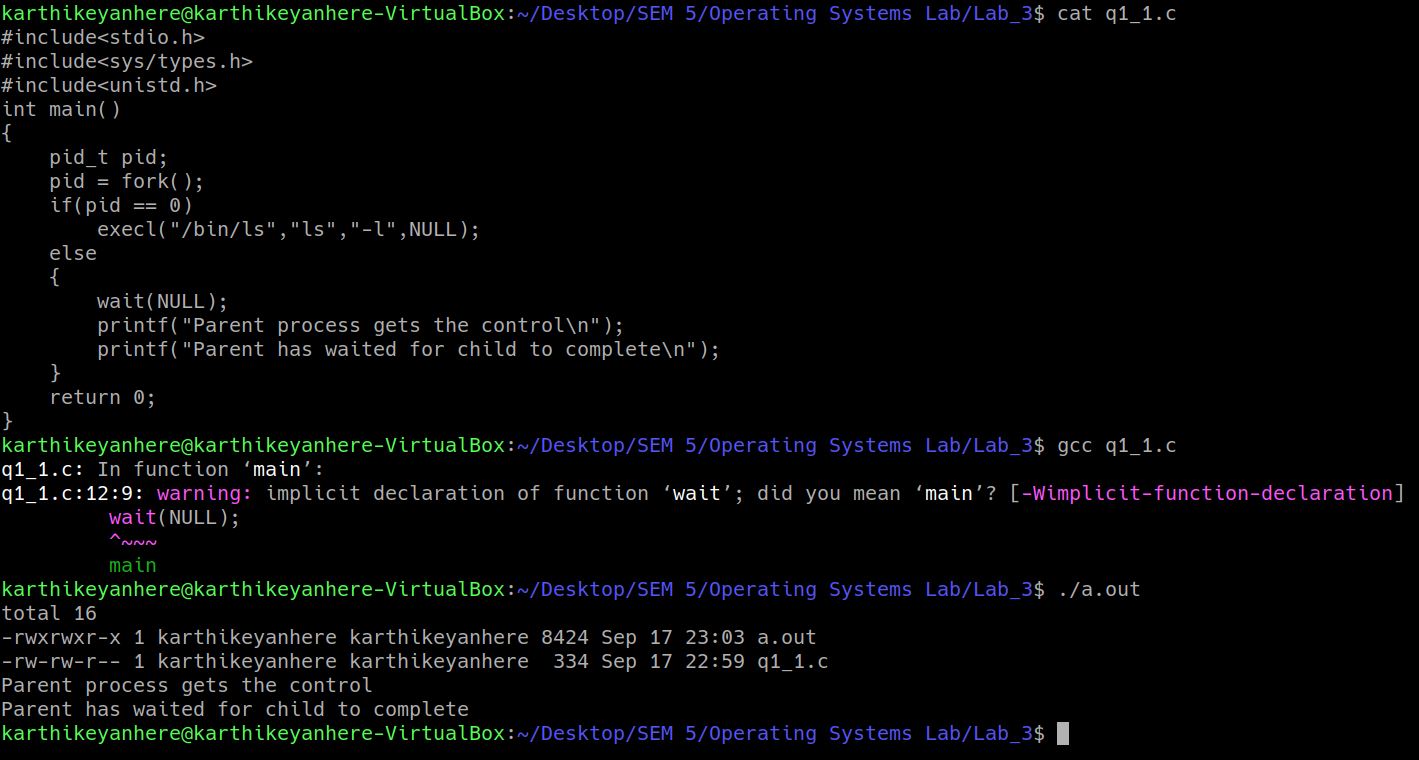 karthikeyanhere@karthikeyanhere-VirtualBox:~/Desktop/SEM 5/Operating Systems Lab/Lab_3$ cat q1_1.c
#include<stdio.h>
#include<sys/types.h>
#include<unistd.h>
int main()
{
    pid_t pid;
    pid = fork();
    if(pid == 0)
        execl("/bin/ls","ls","-l",NULL);
    else
    {
        wait(NULL);
        printf("Parent process gets the control\n");
        printf("Parent has waited for child to complete\n");
    }
    return 0;
}
karthikeyanhere@karthikeyanhere-VirtualBox:~/Desktop/SEM 5/Operating Systems Lab/Lab_3$ gcc q1_1.c
q1_1.c: In function ‘main’:
q1_1.c:12:9: warning: implicit declaration of function ‘wait’; did you mean ‘main’? [-Wimplicit-function-declaration]
         wait(NULL);
         ^~~~
         main
karthikeyanhere@karthikeyanhere-VirtualBox:~/Desktop/SEM 5/Operating Systems Lab/Lab_3$ ./a.out
total 16
-rwxrwxr-x 1 karthikeyanhere karthikeyanhere 8424 Sep 17 23:03 a.out
-rw-rw-r-- 1 karthikeyanhere karthikeyanhere  334 Sep 17 22:59 q1_1.c
Parent process gets the control
Parent has waited for child to complete
karthikeyanhere@karthikeyanhere-VirtualBox:~/Desktop/SEM 5/Operating Systems Lab/Lab_3$